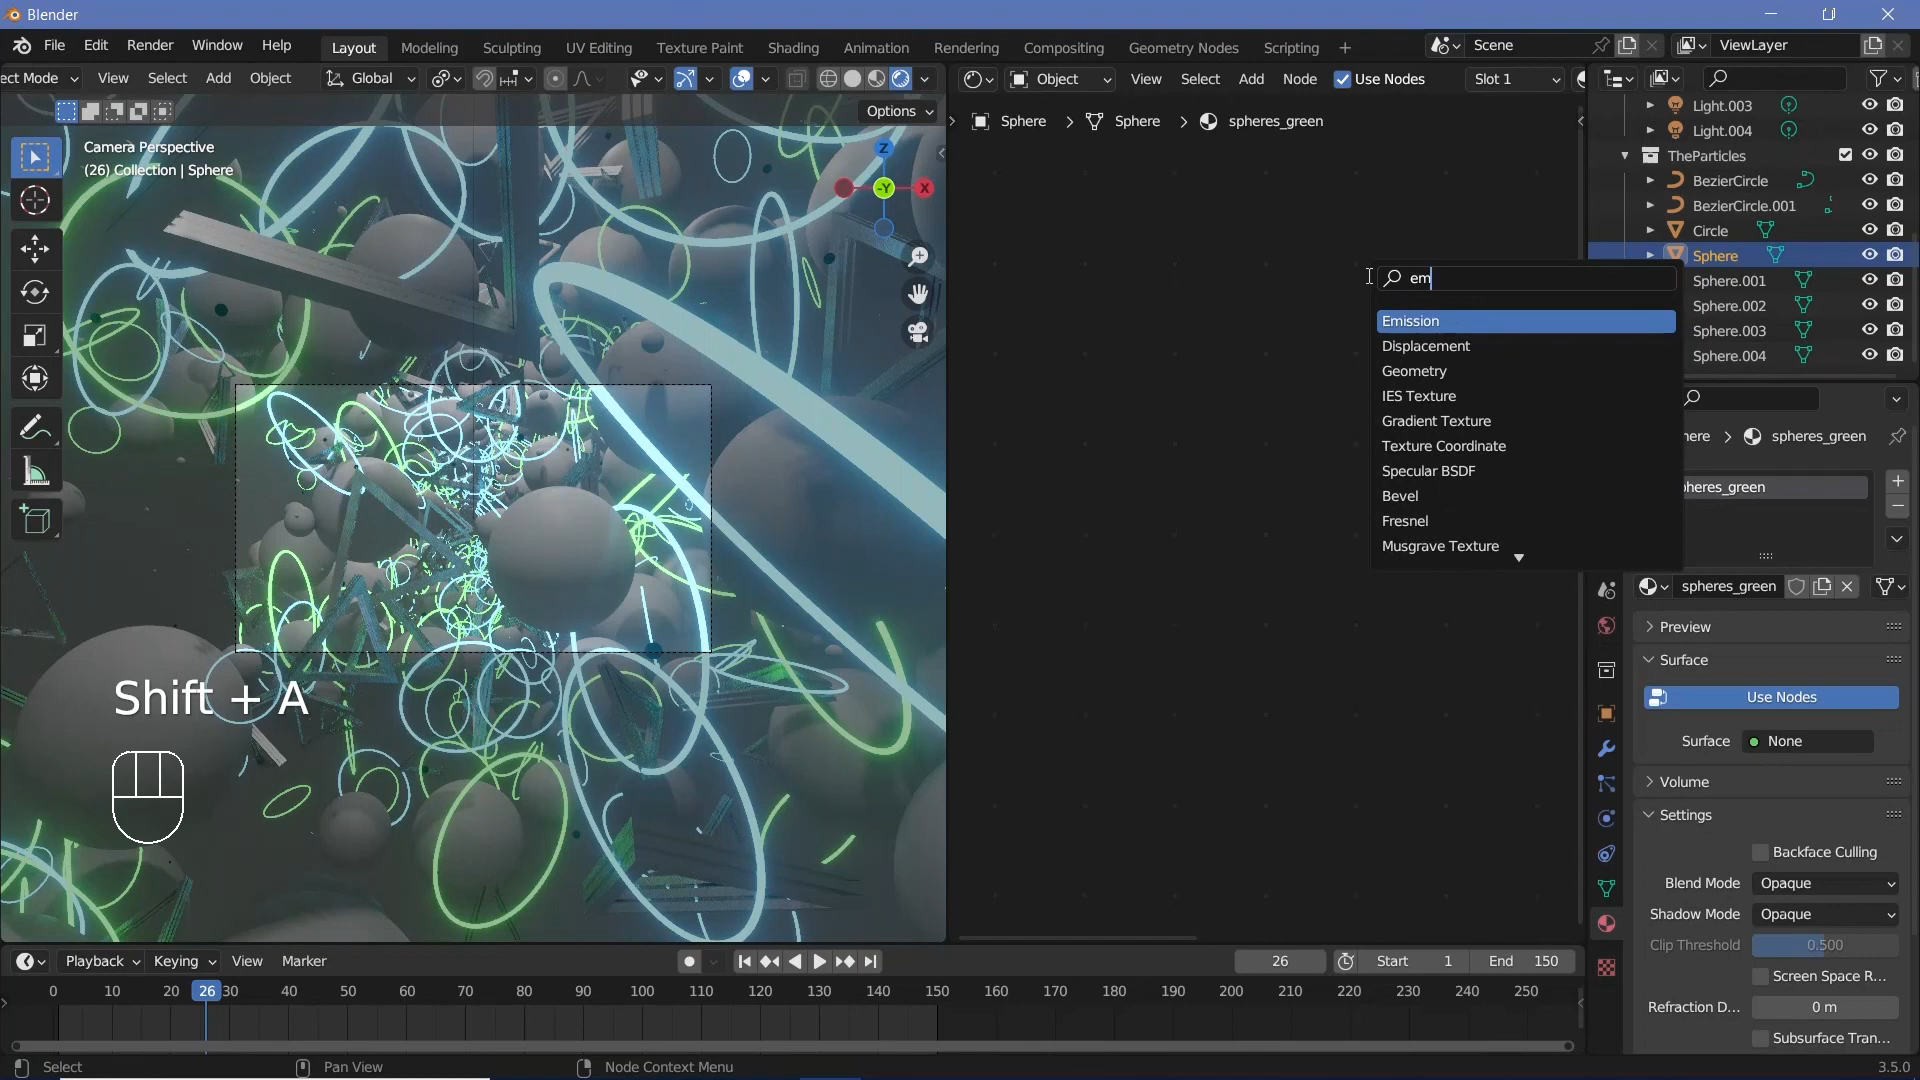 Blender
File Edit Render Window Help
Layout Modeling Sculpting UV Editing Texture Paint Shading Animation Rendering Compositing Geometry Nodes Scripting +
Scene
ViewLayer
ect Mode View Select Add Object Global
Object View Select Add Node Use Nodes Slot 1
Options
Camera Perspective
(26) Collection | Sphere
Z
-Y X
Sphere > Sphere > spheres_green
Light.003
Light.004
TheParticles
BezierCircle
BezierCircle.001
Circle
Sphere
Sphere.001
Sphere.002
Sphere.003
Sphere.004
em
Emission
Displacement
Geometry
IES Texture
Gradient Texture
Texture Coordinate
Specular BSDF
Bevel
Fresnel
Musgrave Texture
here > spheres_green
pheres_green
spheres_green
Preview
Surface
Use Nodes
Surface None
Volume
Settings
Backface Culling
Blend Mode Opaque
Shadow Mode Opaque
Clip Threshold 0.500
Screen Space R...
Refraction D... 0 m
Subsurface Tran...
Shift + A
Playback Keying View Marker
26 Start 1 End 150
0 10 20 26 30 40 50 60 70 80 90 100 110 120 130 140 150 160 170 180 190 200 210 220 230 240 250
Select Pan View Node Context Menu 3.5.0